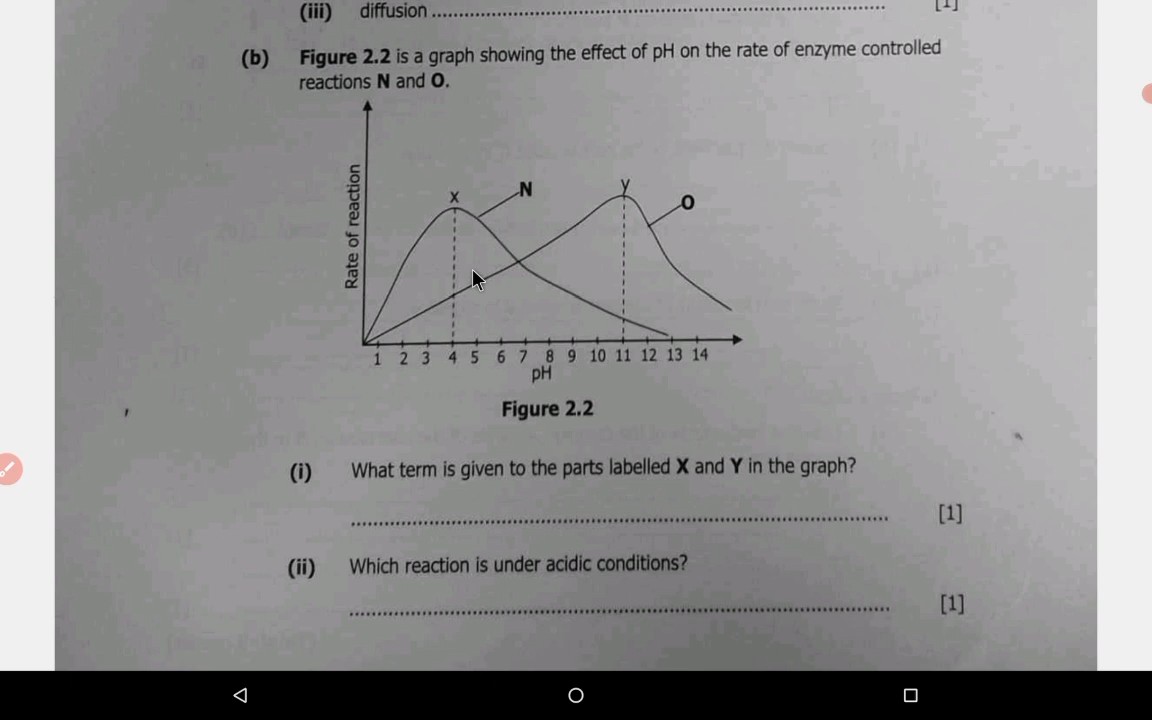 (iii) diffusion ........................................ [1]
(b) Figure 2.2 is a graph showing the effect of pH on the rate of enzyme controlled
reactions N and O.
X
N
y
O
Rate of reaction
1 2 3 4 5 6 7 8 9 10 11 12 13 14
pH
Figure 2.2
(i) What term is given to the parts labelled X and Y in the graph?
........................................ [1]
(ii) Which reaction is under acidic conditions?
........................................ [1]